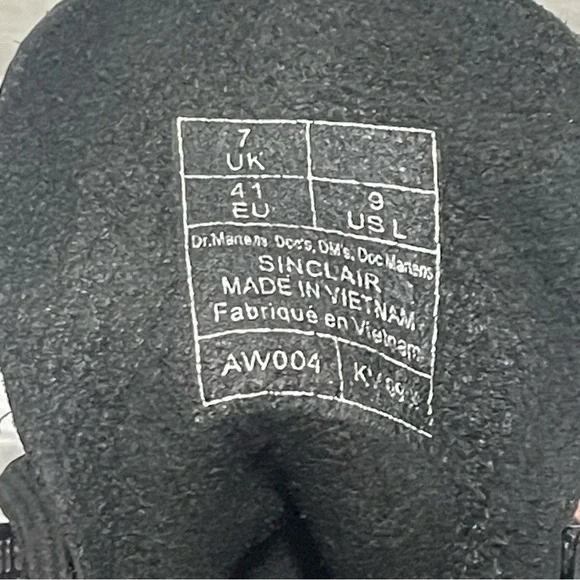 7
UK
41
EU
9
US L
Dr.Martens, Doc's, DM's, Doc Martens
SINCLAIR
MADE IN VIETNAM
Fabriqué en Vietnam
AW004